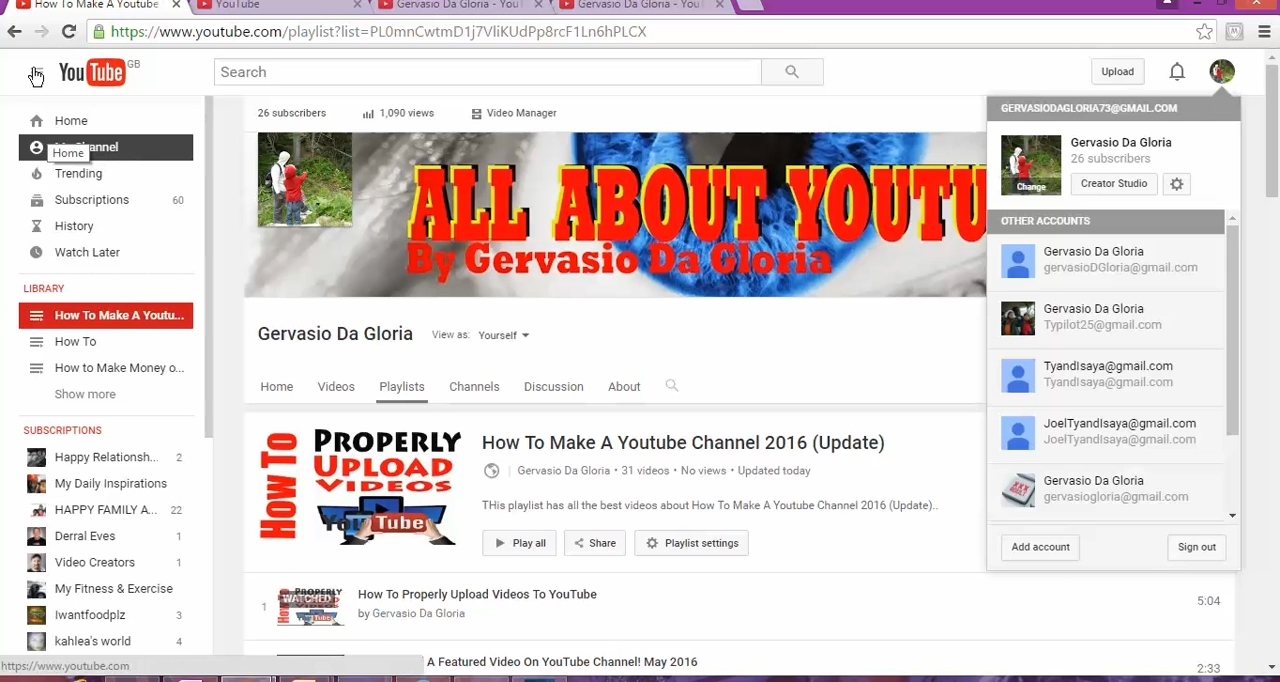 How To Make A Youtube
YouTube
Gervasio Da Gloria - You
Gervasio Da Gloria - You
https://www.youtube.com/playlist?list=PL0mnCwtmD1j7VliKUdPp8rcF1Ln6hPLCX
YouTube GB
Search
Upload
Home
Channel
Home
Trending
Subscriptions 60
History
Watch Later
LIBRARY
How To Make A Youtu...
How To
How to Make Money o...
Show more
SUBSCRIPTIONS
Happy Relationsh... 2
My Daily Inspirations
HAPPY FAMILY A... 22
Derral Eves 1
Video Creators 1
My Fitness & Exercise
Iwantfoodplz 3
kahlea's world 4
https://www.youtube.com
26 subscribers
1,090 views
Video Manager
ALL ABOUT YOUTU
By Gervasio Da Gloria
Gervasio Da Gloria
View as: Yourself
Home
Videos
Playlists
Channels
Discussion
About
HOW TO
PROPERLY
UPLOAD
VIDEOS
YouTube
How To Make A Youtube Channel 2016 (Update)
Gervasio Da Gloria • 31 videos • No views • Updated today
This playlist has all the best videos about How To Make A Youtube Channel 2016 (Update)..
Play all
Share
Playlist settings
1
How To Properly Upload Videos To YouTube
by Gervasio Da Gloria
5:04
WATCHED
A Featured Video On YouTube Channel! May 2016
2:33
GERVASIODAGLORIA73@GMAIL.COM
Gervasio Da Gloria
26 subscribers
Change
Creator Studio
OTHER ACCOUNTS
Gervasio Da Gloria
gervasioDGloria@gmail.com
Gervasio Da Gloria
Typilot25@gmail.com
TyandIsaya@gmail.com
TyandIsaya@gmail.com
JoelTyandIsaya@gmail.com
JoelTyandIsaya@gmail.com
Gervasio Da Gloria
gervasiogloria@gmail.com
Add account
Sign out